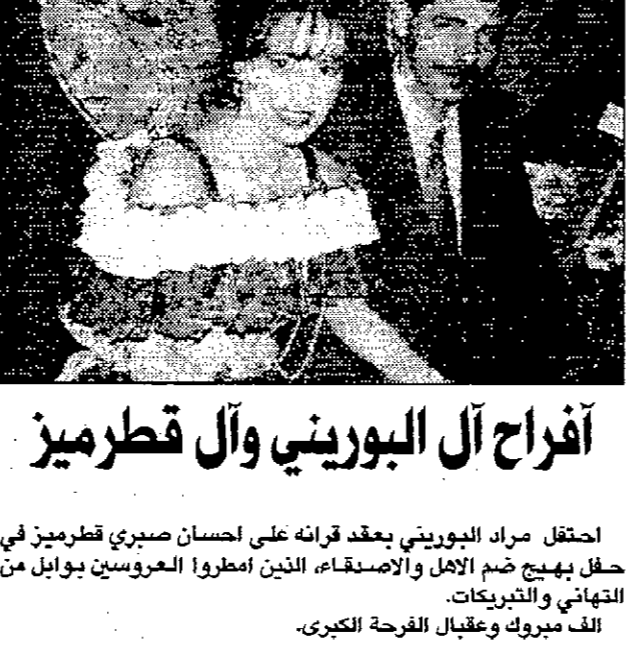 آفراح آل البوريني وآل قطرميز
احتفل مراد البوريني بعقد قرانه على احسان صبري قطرميز في
حفل بهيج ضم الاهل والاصدقاء، الذين امطروا العروسين بوابل من
التهاني والتبريكات.
الف مبروك وعقبال الفرحة الكبرى.